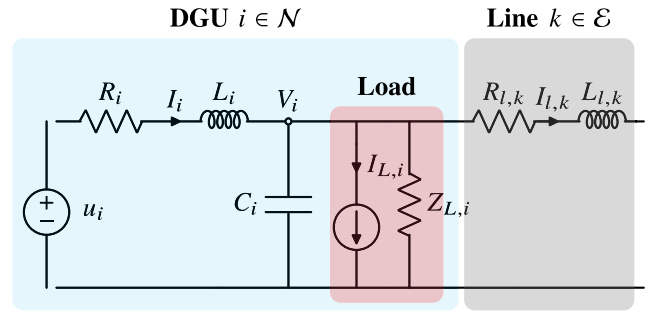 DGU i ∈ 𝒩
Line k ∈ ℰ
Load
R_i
I_i
L_i
V_i
R_{l,k}
I_{l,k}
L_{l,k}
I_{L,i}
+
−
u_i
C_i
Z_{L,i}